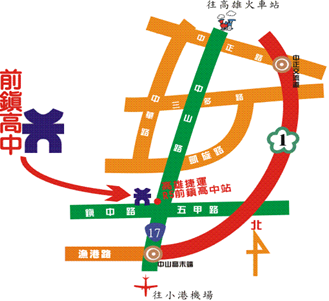 往高雄火車站
中正路
中正交流道
前鎮高中
中三多路
中華路
中山路
凱旋路
1
高雄捷運
R6前鎮高中站
鎮中路
五甲路
17
北
漁港路
中山高末端
往小港機場